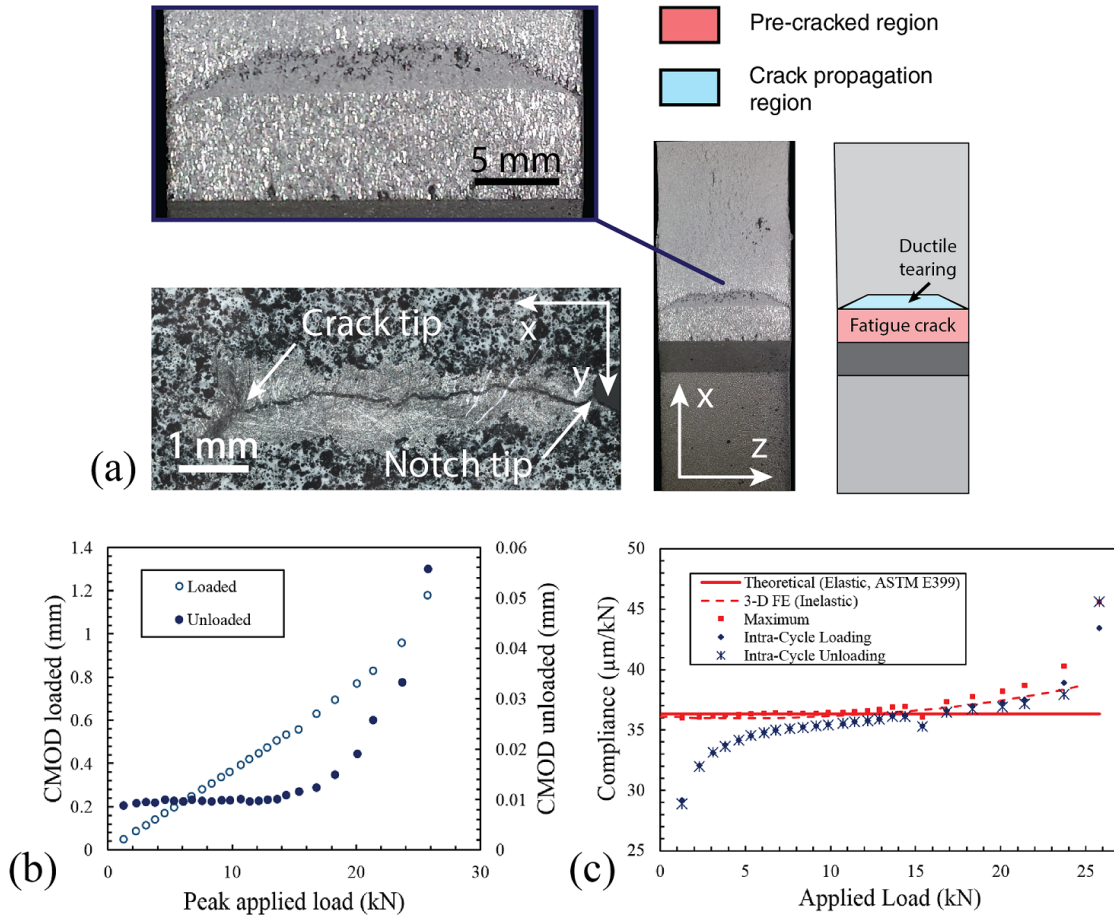 Pre-cracked region
Crack propagation
region
5 mm
Ductile
tearing
Fatigue crack
X
Z
Crack tip
x
y
Notch tip
1 mm
(a)
CMOD loaded (mm)
1.4
1.2
1
0.8
0.6
0.4
0.2
0
Loaded
Unloaded
0.06
0.05
0.04
0.03
0.02
0.01
0
CMOD unloaded (mm)
0
10
20
30
Peak applied load (kN)
(b)
Compliance (μm/kN)
50
45
40
35
30
25
Theoretical (Elastic, ASTM E399)
3-D FE (Inelastic)
Maximum
Intra-Cycle Loading
Intra-Cycle Unloading
0
5
10
15
20
25
Applied Load (kN)
(c)